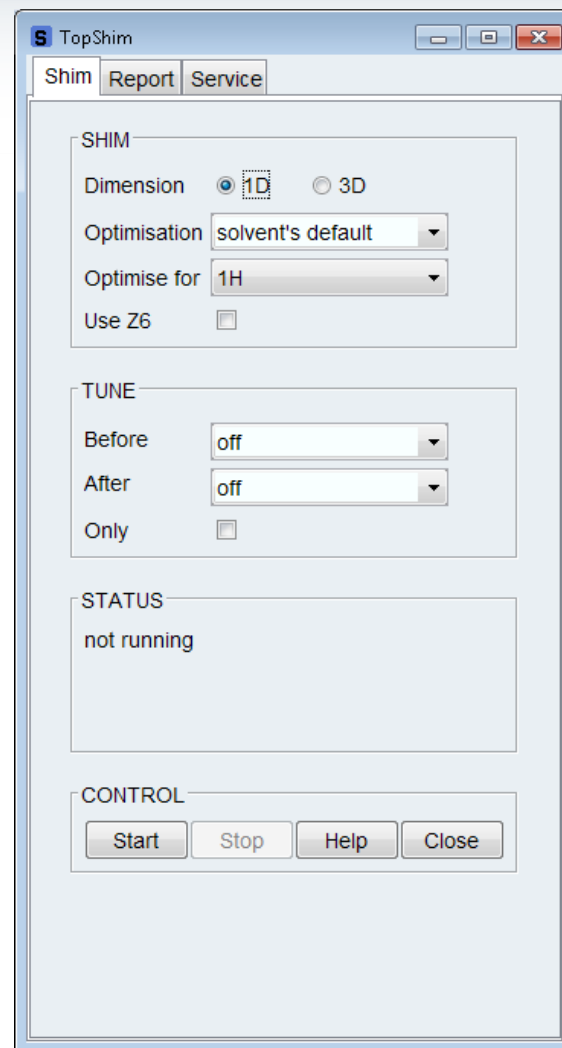 S TopShim
Shim Report Service
SHIM
Dimension 1D 3D
Optimisation solvent's default
Optimise for 1H
Use Z6
TUNE
Before off
After off
Only
STATUS
not running
CONTROL
Start Stop Help Close